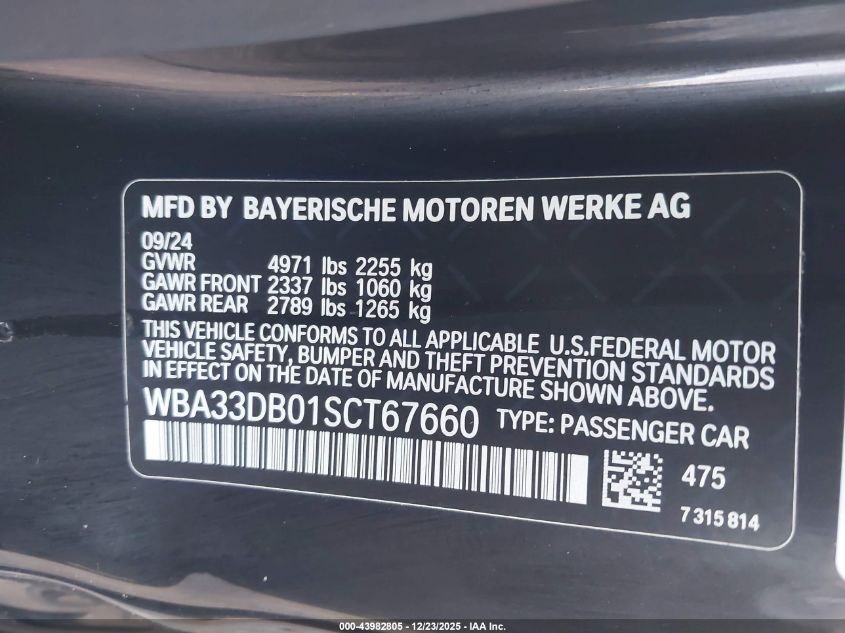 MFD BY BAYERISCHE MOTOREN WERKE AG
09/24
GVWR 4971 lbs 2255 kg
GAWR FRONT 2337 lbs 1060 kg
GAWR REAR 2789 lbs 1265 kg
THIS VEHICLE CONFORMS TO ALL APPLICABLE U.S.FEDERAL MOTOR
VEHICLE SAFETY, BUMPER AND THEFT PREVENTION STANDARDS
IN EFFECT ON THE DATE OF MANUFACTURE SHOWN ABOVE.
WBA33DB01SCT67660 TYPE: PASSENGER CAR
475
7 315 814
000-43982805 - 12/23/2025 - IAA Inc.